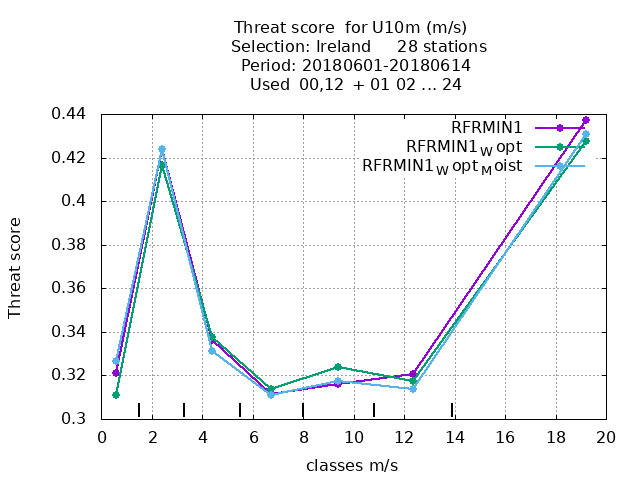 Threat score for U10m (m/s)
Selection: Ireland 28 stations
Period: 20180601-20180614
Used 00,12 + 01 02 ... 24
0.44
0.42
0.4
0.38
0.36
0.34
0.32
0.3
Threat score
RFRMIN1
RFRMIN1Wopt
RFRMIN1WoptMoist
0 2 4 6 8 10 12 14 16 18 20
classes m/s